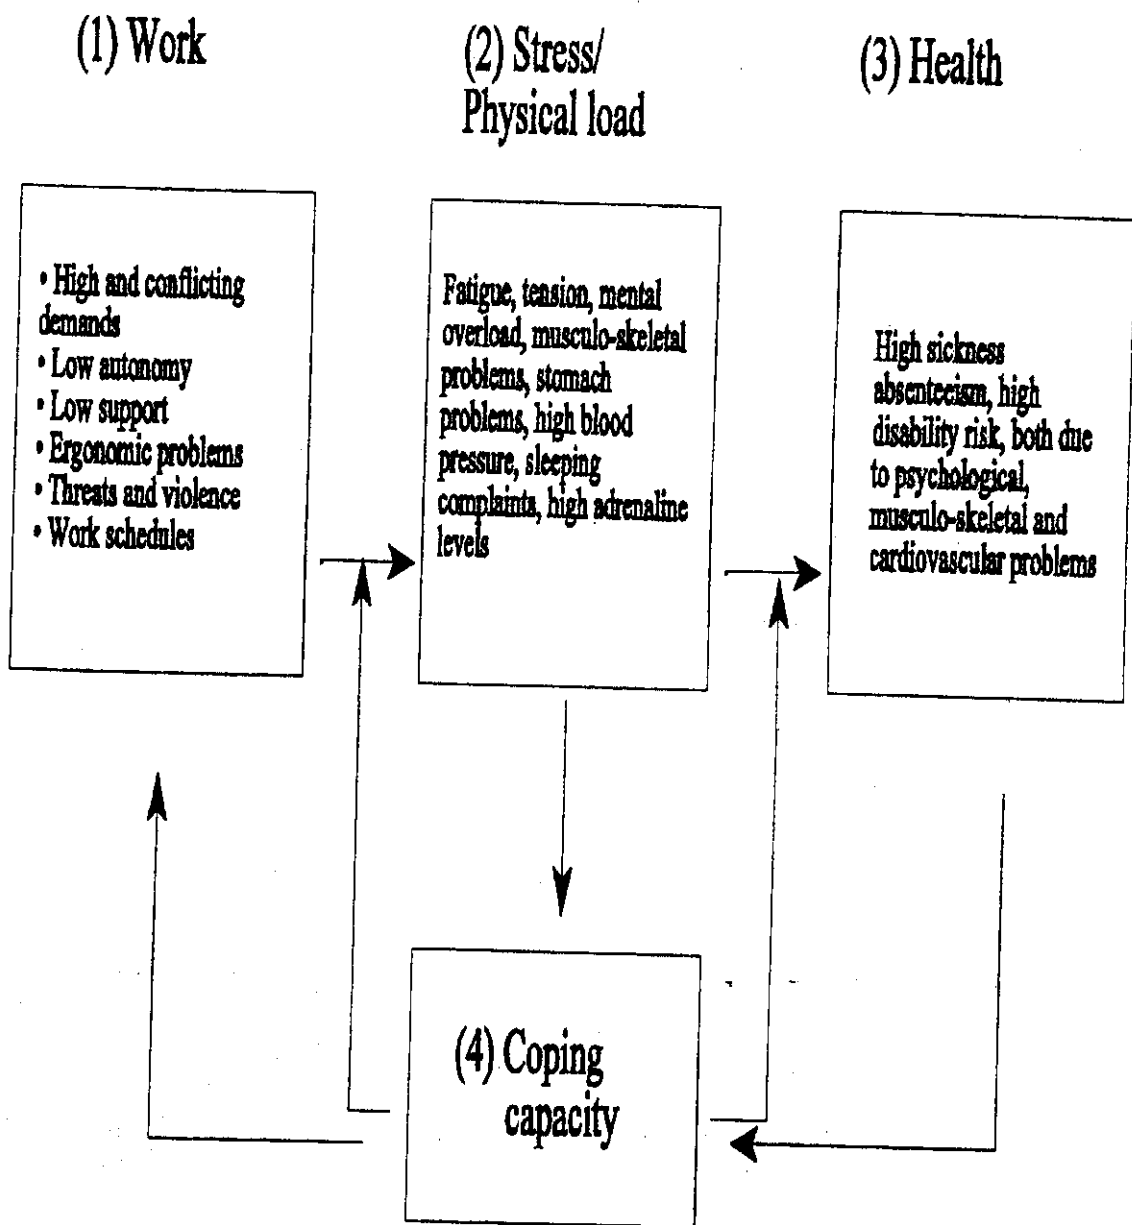 (1) Work
(2) Stress/
Physical load
(3) Health
• High and conflicting
demands
• Low autonomy
• Low support
• Ergonomic problems
• Threats and violence
• Work schedules
Fatigue, tension, mental
overload, musculo-skeletal
problems, stomach
problems, high blood
pressure, sleeping
complaints, high adrenaline
levels
High sickness
absenteeism, high
disability risk, both due
to psychological,
musculo-skeletal and
cardiovascular problems
(4) Coping
capacity